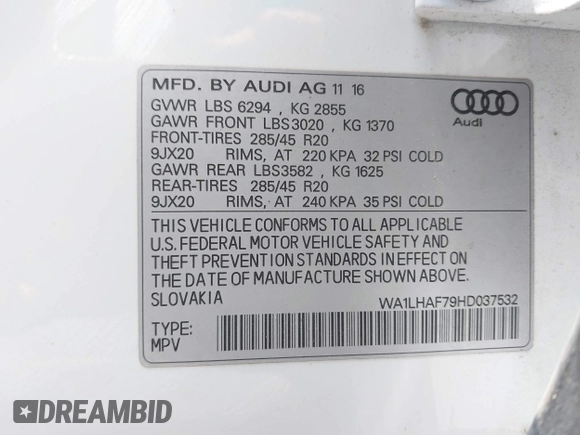 MFD. BY AUDI AG 11 16
GVWR LBS 6294 , KG 2855
GAWR FRONT LBS3020 , KG 1370
FRONT-TIRES 285/45 R20
9JX20 RIMS, AT 220 KPA 32 PSI COLD
GAWR REAR LBS3582 , KG 1625
REAR-TIRES 285/45 R20
9JX20 RIMS, AT 240 KPA 35 PSI COLD
Audi
THIS VEHICLE CONFORMS TO ALL APPLICABLE
U.S. FEDERAL MOTOR VEHICLE SAFETY AND
THEFT PREVENTION STANDARDS IN EFFECT ON
THE DATE OF MANUFACTURE SHOWN ABOVE.
SLOVAKIA
WA1LHAF79HD037532
TYPE:
MPV
DREAMBID